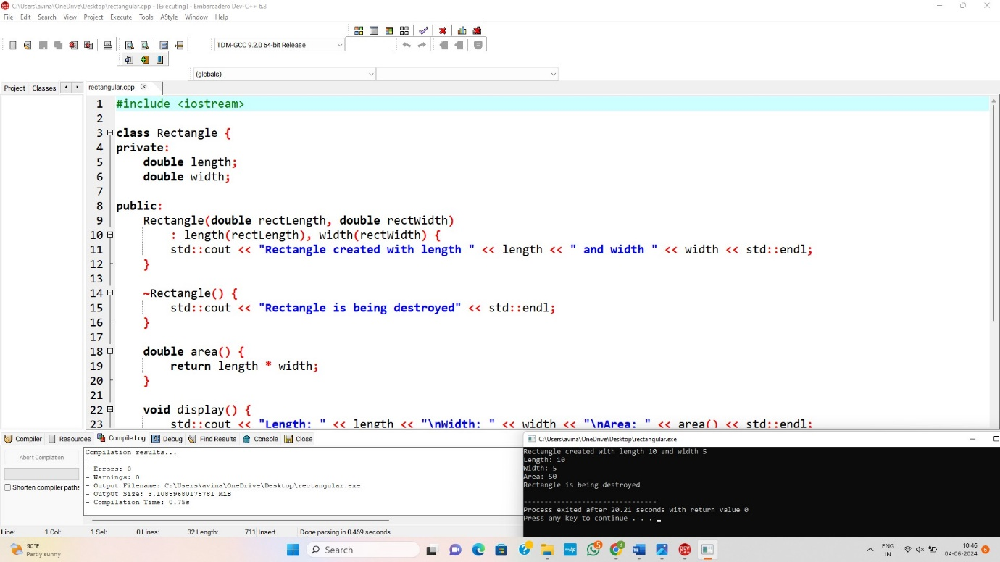 C:\Users\avina\OneDrive\Desktop\rectangular.cpp - [Executing] - Embarcadero Dev-C++ 6.3
File Edit Search View Project Execute Tools AStyle Window Help
TDM-GCC 9.2.0 64-bit Release
(globals)
Project Classes rectangular.cpp
1 #include <iostream>
2
3 class Rectangle {
4 private:
5 double length;
6 double width;
7
8 public:
9 Rectangle(double rectLength, double rectWidth)
10 : length(rectLength), width(rectWidth) {
11 std::cout << "Rectangle created with length " << length << " and width " << width << std::endl;
12 }
13
14 ~Rectangle() {
15 std::cout << "Rectangle is being destroyed" << std::endl;
16 }
17
18 double area() {
19 return length * width;
20 }
21
22 void display() {
23 std::cout << "Length: " << length << "\nWidth: " << width << "\nArea: " << area() << std::endl;
Compiler Resources Compile Log Debug Find Results Console Close
Abort Compilation
Shorten compiler paths
Compilation results...
--------
- Errors: 0
- Warnings: 0
- Output Filename: C:\Users\avina\OneDrive\Desktop\rectangular.exe
- Output Size: 3.10859680175781 MiB
- Compilation Time: 0.75s
C:\Users\avina\OneDrive\Desktop\rectangular.exe
Rectangle created with length 10 and width 5
Length: 10
Width: 5
Area: 50
Rectangle is being destroyed
--------------------------------
Process exited after 20.21 seconds with return value 0
Press any key to continue . . .
Line: 1 Col: 1 Sel: 0 Lines: 32 Length: 711 Insert Done parsing in 0.469 seconds
90°F
Partly sunny
Search
5
ENG
IN
10:46
04-06-2024
6